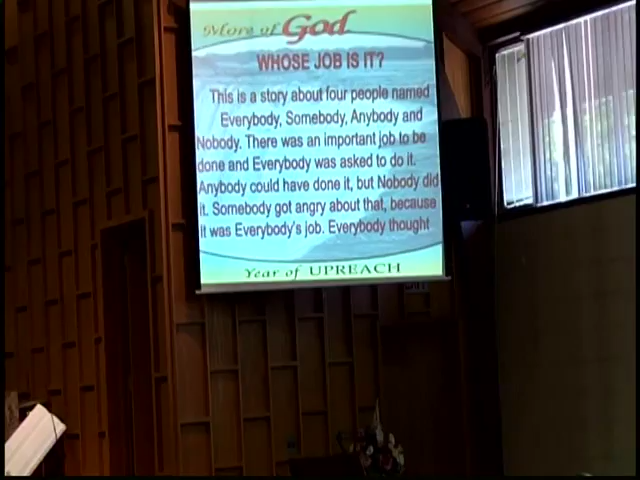 More of God
WHOSE JOB IS IT?
This is a story about four people named
Everybody, Somebody, Anybody and
Nobody. There was an important job to be
done and Everybody was asked to do it.
Anybody could have done it, but Nobody did
it. Somebody got angry about that, because
it was Everybody's job. Everybody thought
Year of UPREACH